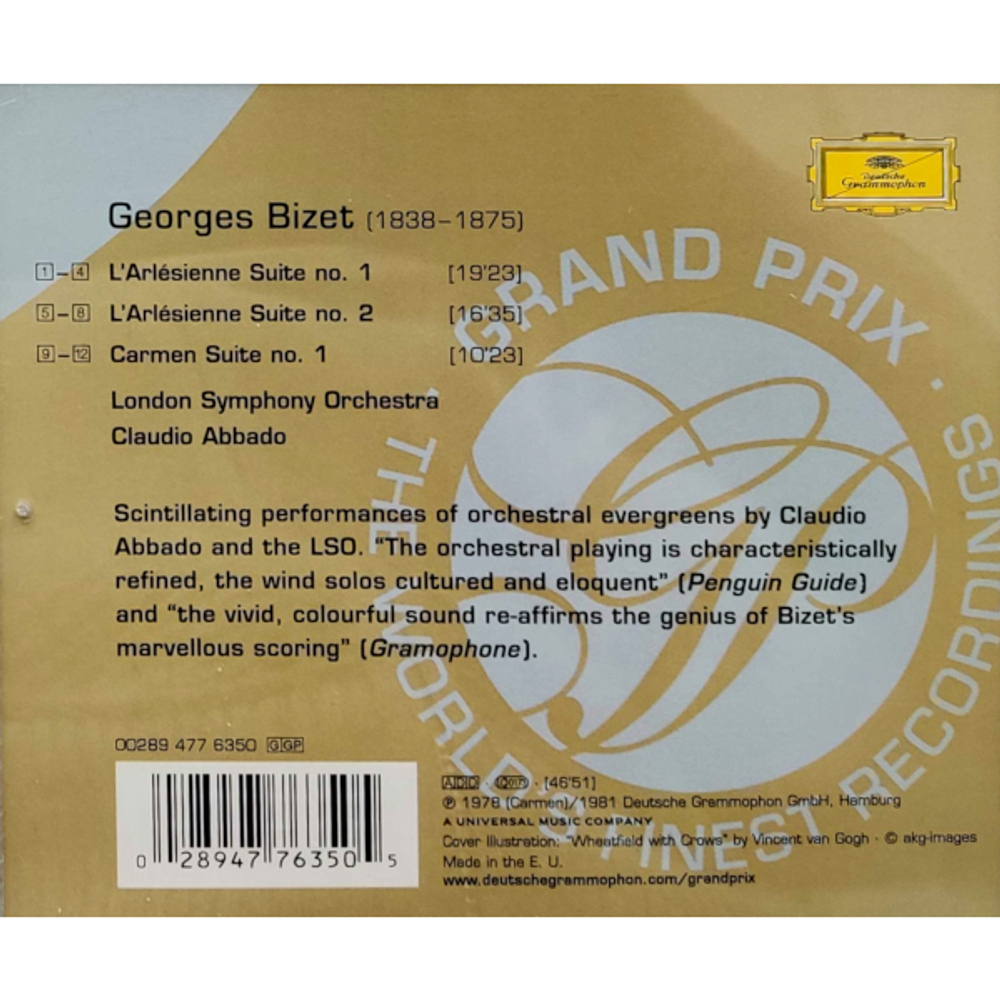 Deutsche
Grammophon
Georges Bizet (1838–1875)
1–4 L'Arlésienne Suite no. 1 [19'23]
5–8 L'Arlésienne Suite no. 2 [16'35]
9–12 Carmen Suite no. 1 [10'23]
London Symphony Orchestra
Claudio Abbado
· GRAND PRIX · THE WORLD'S FINEST RECORDINGS
GP
Scintillating performances of orchestral evergreens by Claudio
Abbado and the LSO. “The orchestral playing is characteristically
refined, the wind solos cultured and eloquent” (Penguin Guide)
and “the vivid, colourful sound re-affirms the genius of Bizet's
marvellous scoring” (Gramophone).
00289 477 6350 G GP
0 28947 76350 5
ADD · [46'51]
℗ 1978 (Carmen)/1981 Deutsche Grammophon GmbH, Hamburg
A UNIVERSAL MUSIC COMPANY
Cover Illustration: "Wheatfield with Crows" by Vincent van Gogh · © akg-images
Made in the E. U.
www.deutschegrammophon.com/grandprix